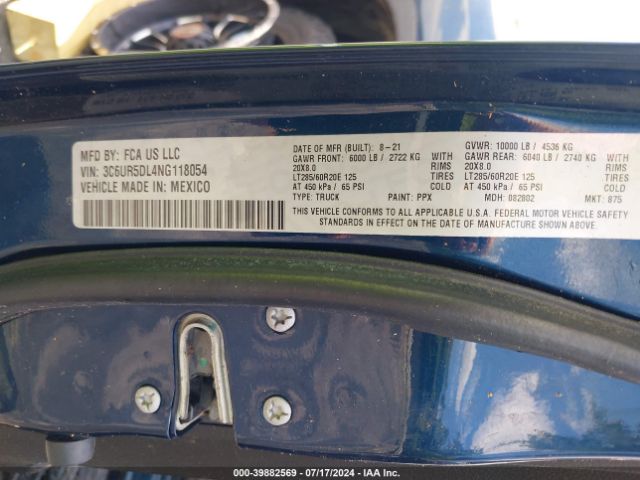 MFD BY: FCA US LLC
VIN: 3C6UR5DL4NG118054
VEHICLE MADE IN: MEXICO
DATE OF MFR (BUILT): 8-21
GAWR FRONT: 6000 LB / 2722 KG WITH
20X8.0 RIMS
LT285/60R20E 125 TIRES
AT 450 kPa / 65 PSI COLD
TYPE: TRUCK PAINT: PPX
GVWR: 10000 LB / 4536 KG
GAWR REAR: 6040 LB / 2740 KG WITH
20X8.0 RIMS
LT285/60R20E 125 TIRES
AT 450 kPa / 65 PSI COLD
MDH: 082802 MKT: 875
THIS VEHICLE CONFORMS TO ALL APPLICABLE U.S.A. FEDERAL MOTOR VEHICLE SAFETY
STANDARDS IN EFFECT ON THE DATE OF MANUFACTURE SHOWN ABOVE.
000-39882569 | 07/17/2024 | IAA Inc.